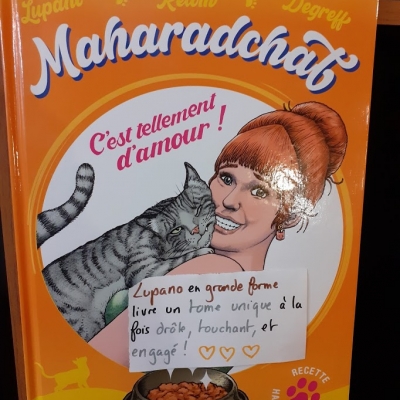 Lupano Relom Degreff
Maharadchat
C'est tellement
d'amour !
Lupano en grande forme
livre un tome unique à la
fois drôle, touchant, et
engagé !
RECETTE